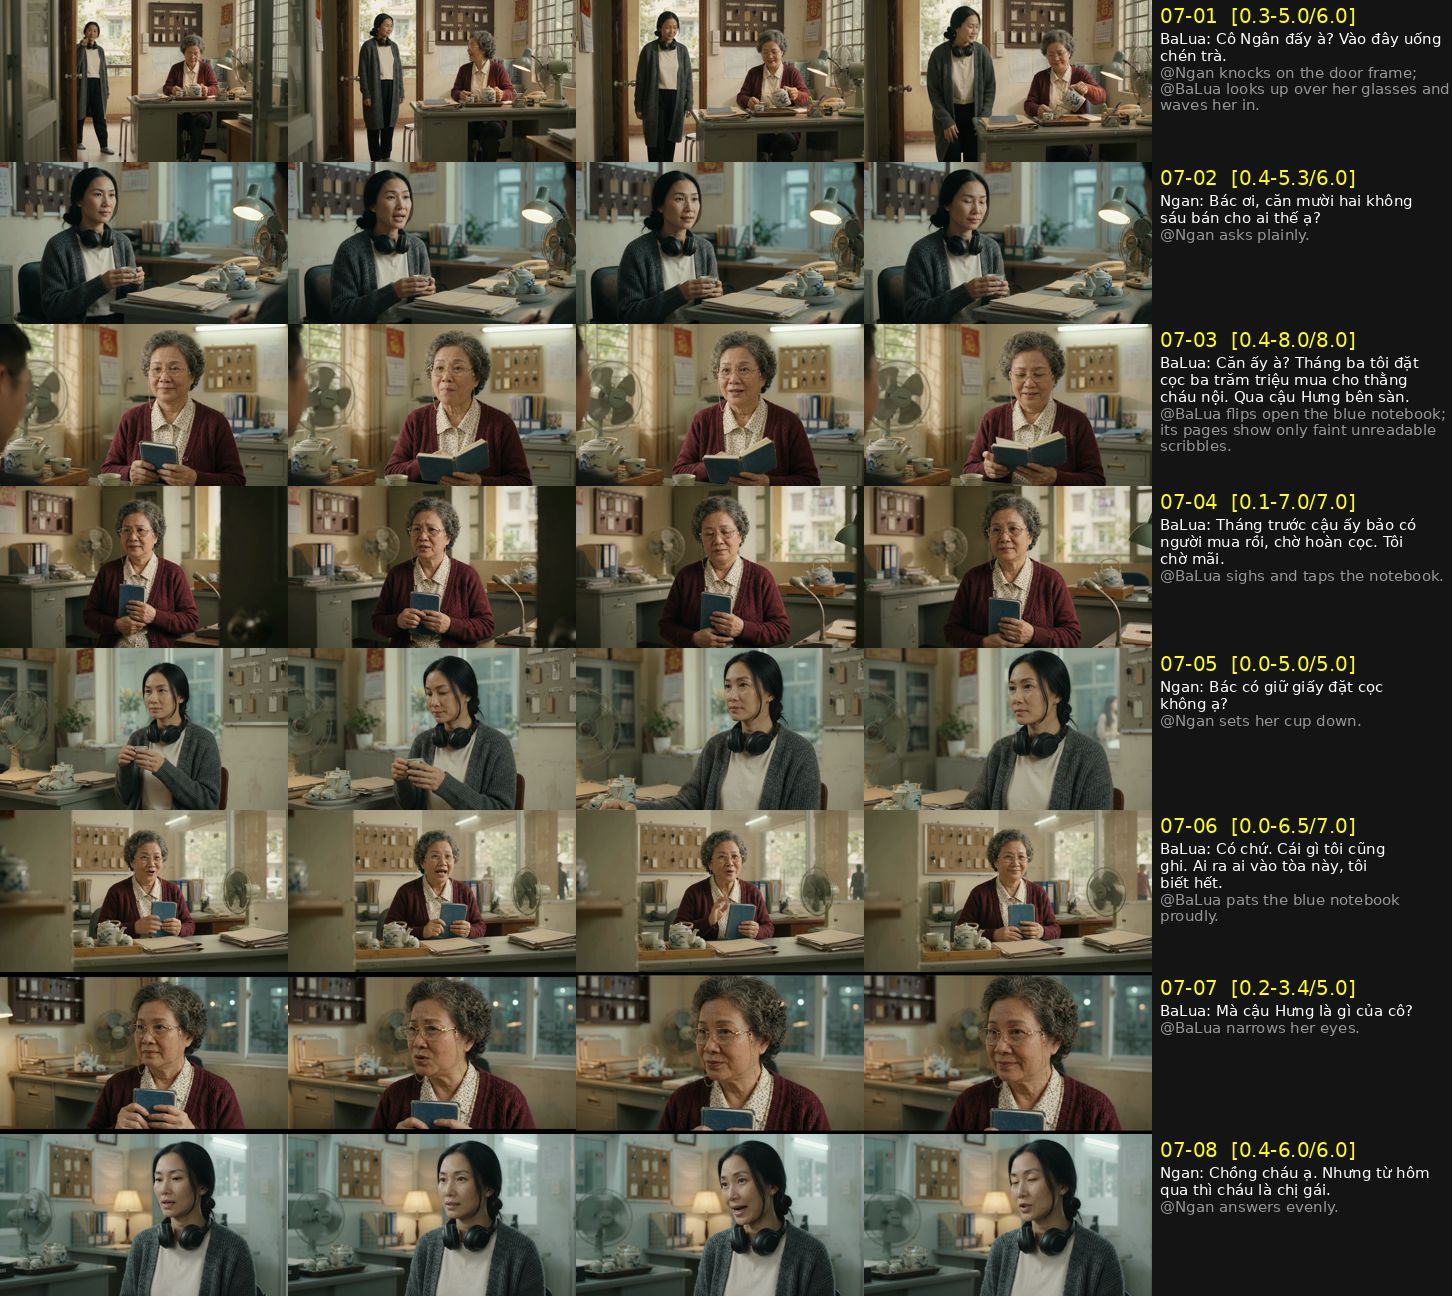 07-01 [0.3-5.0/6.0]
BaLua: Cô Ngân đấy à? Vào đây uống
chén trà.
@Ngan knocks on the door frame;
@BaLua looks up over her glasses and
waves her in.
07-02 [0.4-5.3/6.0]
Ngan: Bác ơi, căn mười hai không
sáu bán cho ai thế ạ?
@Ngan asks plainly.
07-03 [0.4-8.0/8.0]
BaLua: Căn ấy à? Tháng ba tôi đặt
cọc ba trăm triệu mua cho thằng
cháu nội. Qua cậu Hưng bên sàn.
@BaLua flips open the blue notebook;
its pages show only faint unreadable
scribbles.
07-04 [0.1-7.0/7.0]
BaLua: Tháng trước cậu ấy bảo có
người mua rồi, chờ hoàn cọc. Tôi
chờ mãi.
@BaLua sighs and taps the notebook.
07-05 [0.0-5.0/5.0]
Ngan: Bác có giữ giấy đặt cọc
không ạ?
@Ngan sets her cup down.
07-06 [0.0-6.5/7.0]
BaLua: Có chứ. Cái gì tôi cũng
ghi. Ai ra ai vào tòa này, tôi
biết hết.
@BaLua pats the blue notebook
proudly.
07-07 [0.2-3.4/5.0]
BaLua: Mà cậu Hưng là gì của cô?
@BaLua narrows her eyes.
07-08 [0.4-6.0/6.0]
Ngan: Chồng cháu ạ. Nhưng từ hôm
qua thì cháu là chị gái.
@Ngan answers evenly.